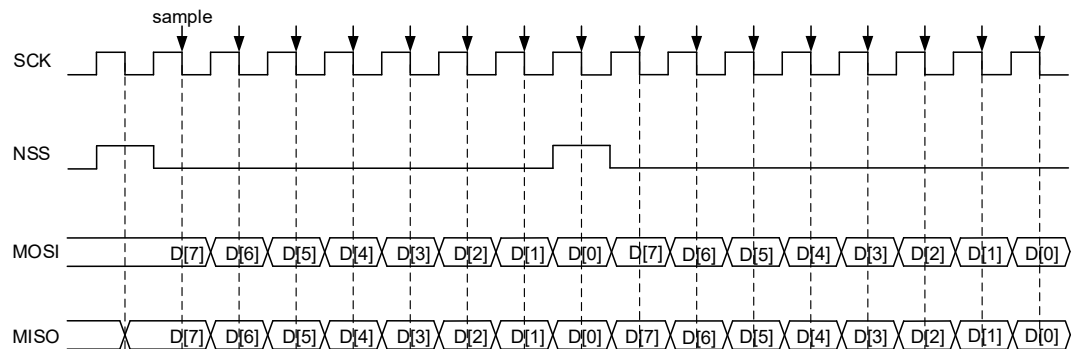 sample
SCK
NSS
MOSI D[7] D[6] D[5] D[4] D[3] D[2] D[1] D[0] D[7] D[6] D[5] D[4] D[3] D[2] D[1] D[0]
MISO D[7] D[6] D[5] D[4] D[3] D[2] D[1] D[0] D[7] D[6] D[5] D[4] D[3] D[2] D[1] D[0]